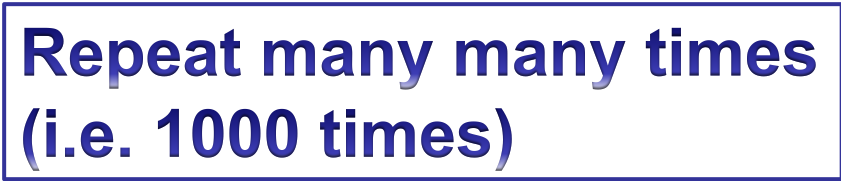 Repeat many many times
(i.e. 1000 times)